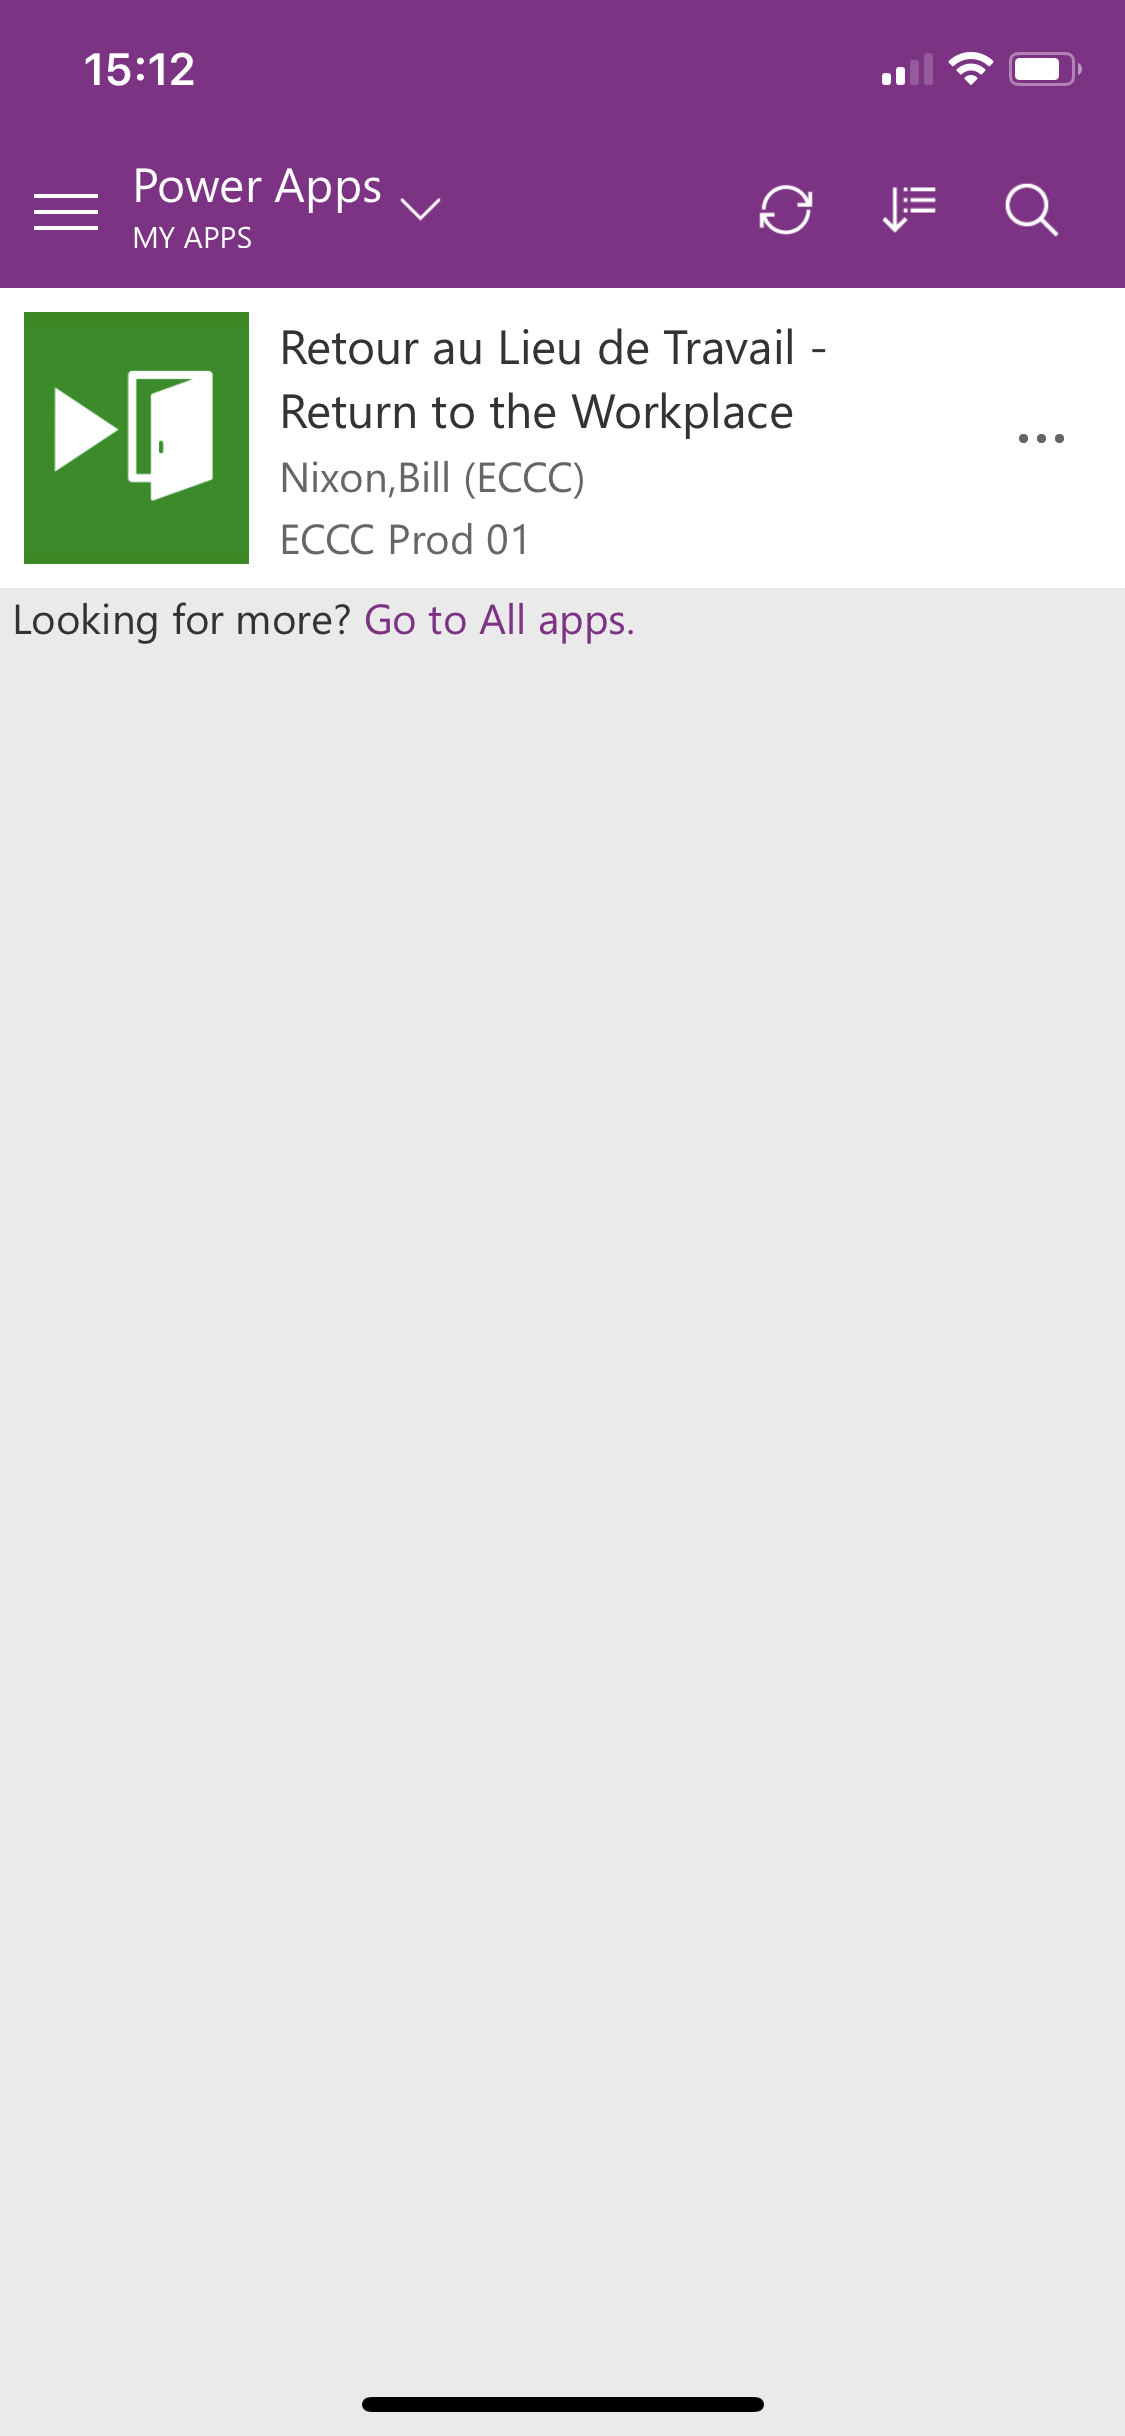 15:12
Power Apps
MY APPS
Retour au Lieu de Travail -
Return to the Workplace
Nixon,Bill (ECCC)
ECCC Prod 01
Looking for more? Go to All apps.